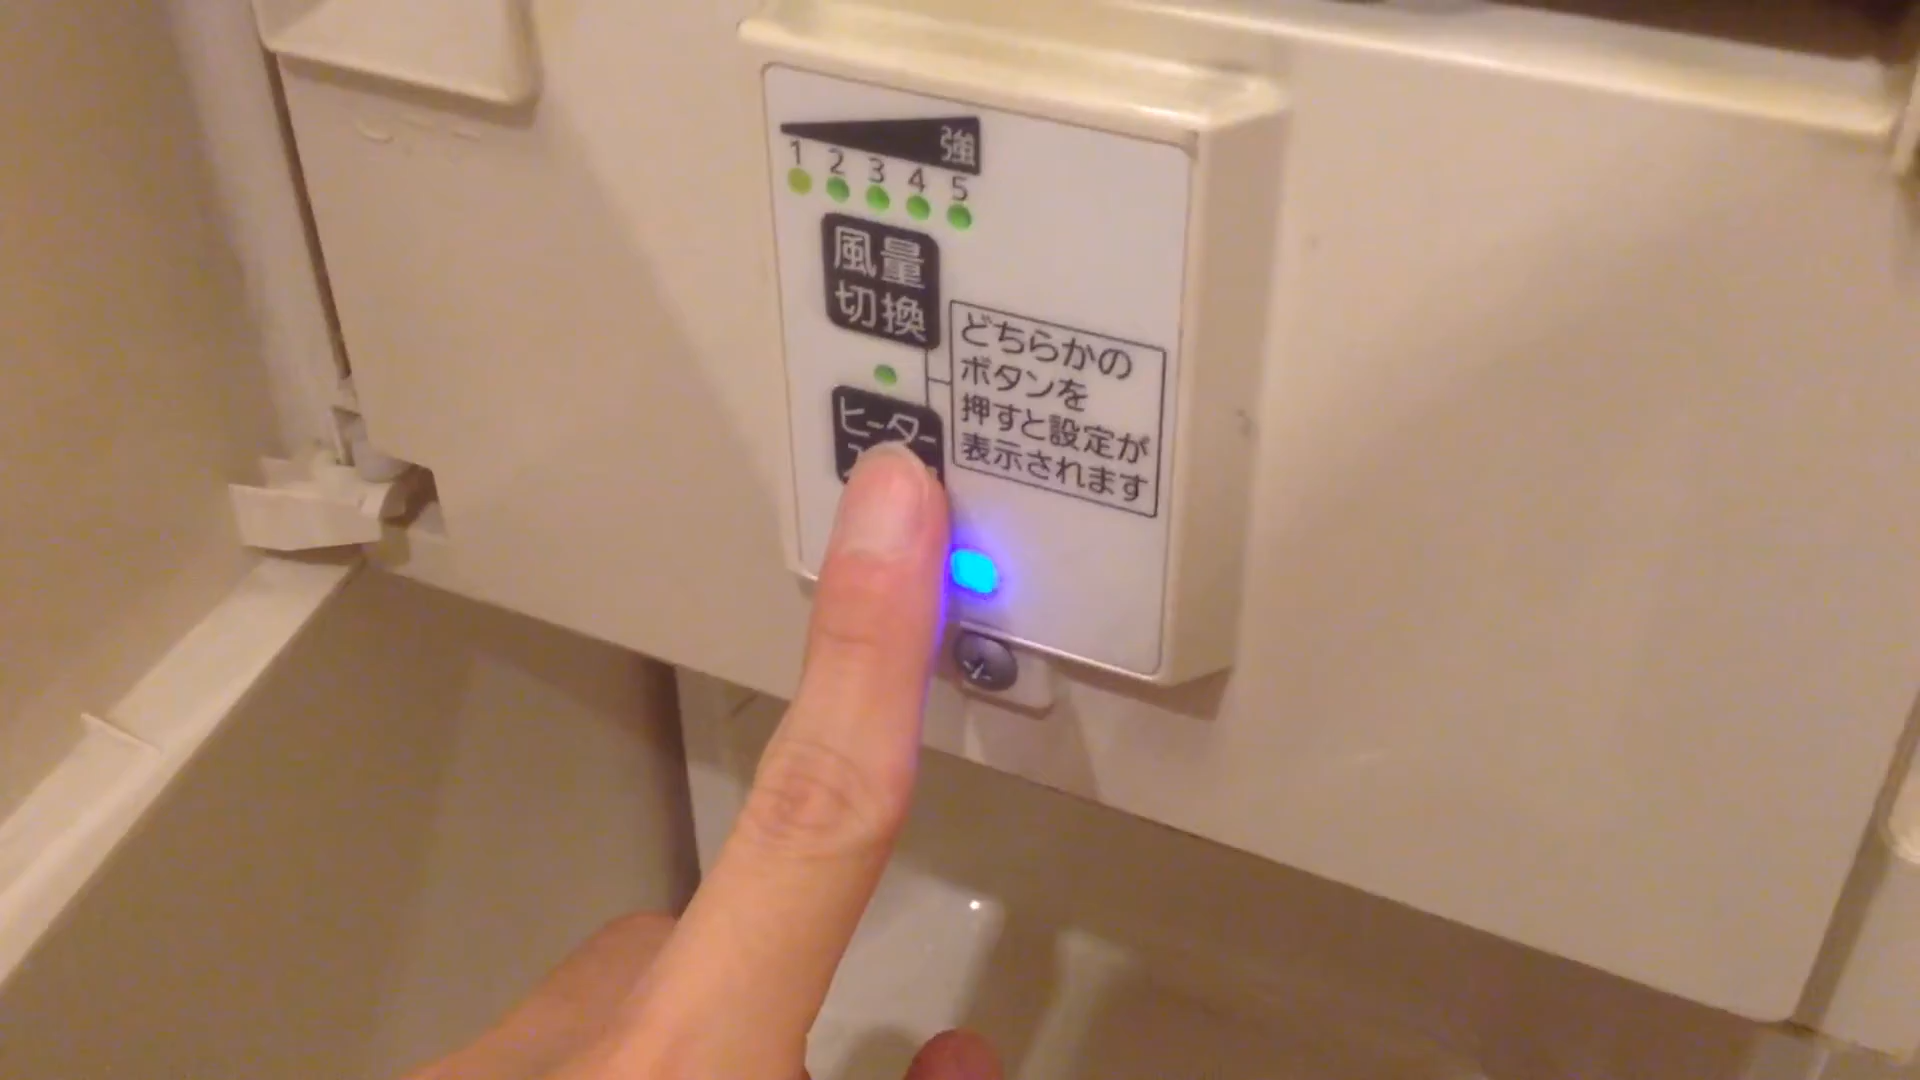 強
1 2 3 4 5
風量
切換
ヒーター
どちらかの
ボタンを
押すと設定が
表示されます